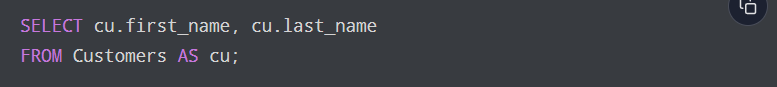 SELECT cu.first_name, cu.last_name
FROM Customers AS cu;